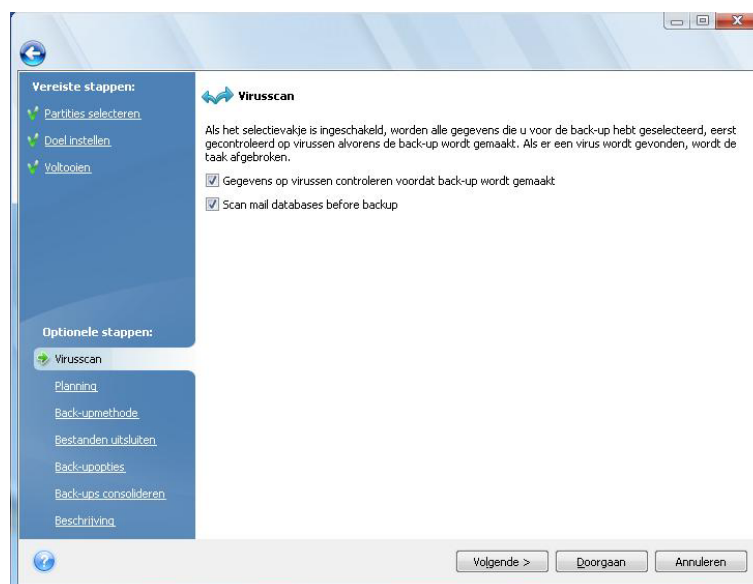 Vereiste stappen:
Partities selecteren
Doel instellen
Voltooien
Optionele stappen:
Virusscan
Planning
Back-upmethode
Bestanden uitsluiten
Back-upopties
Back-ups consolideren
Beschrijving
Virusscan
Als het selectievakje is ingeschakeld, worden alle gegevens die u voor de back-up hebt geselecteerd, eerst
gecontroleerd op virussen alvorens de back-up wordt gemaakt. Als er een virus wordt gevonden, wordt de
taak afgebroken.
Gegevens op virussen controleren voordat back-up wordt gemaakt
Scan mail databases before backup
Volgende >
Doorgaan
Annuleren